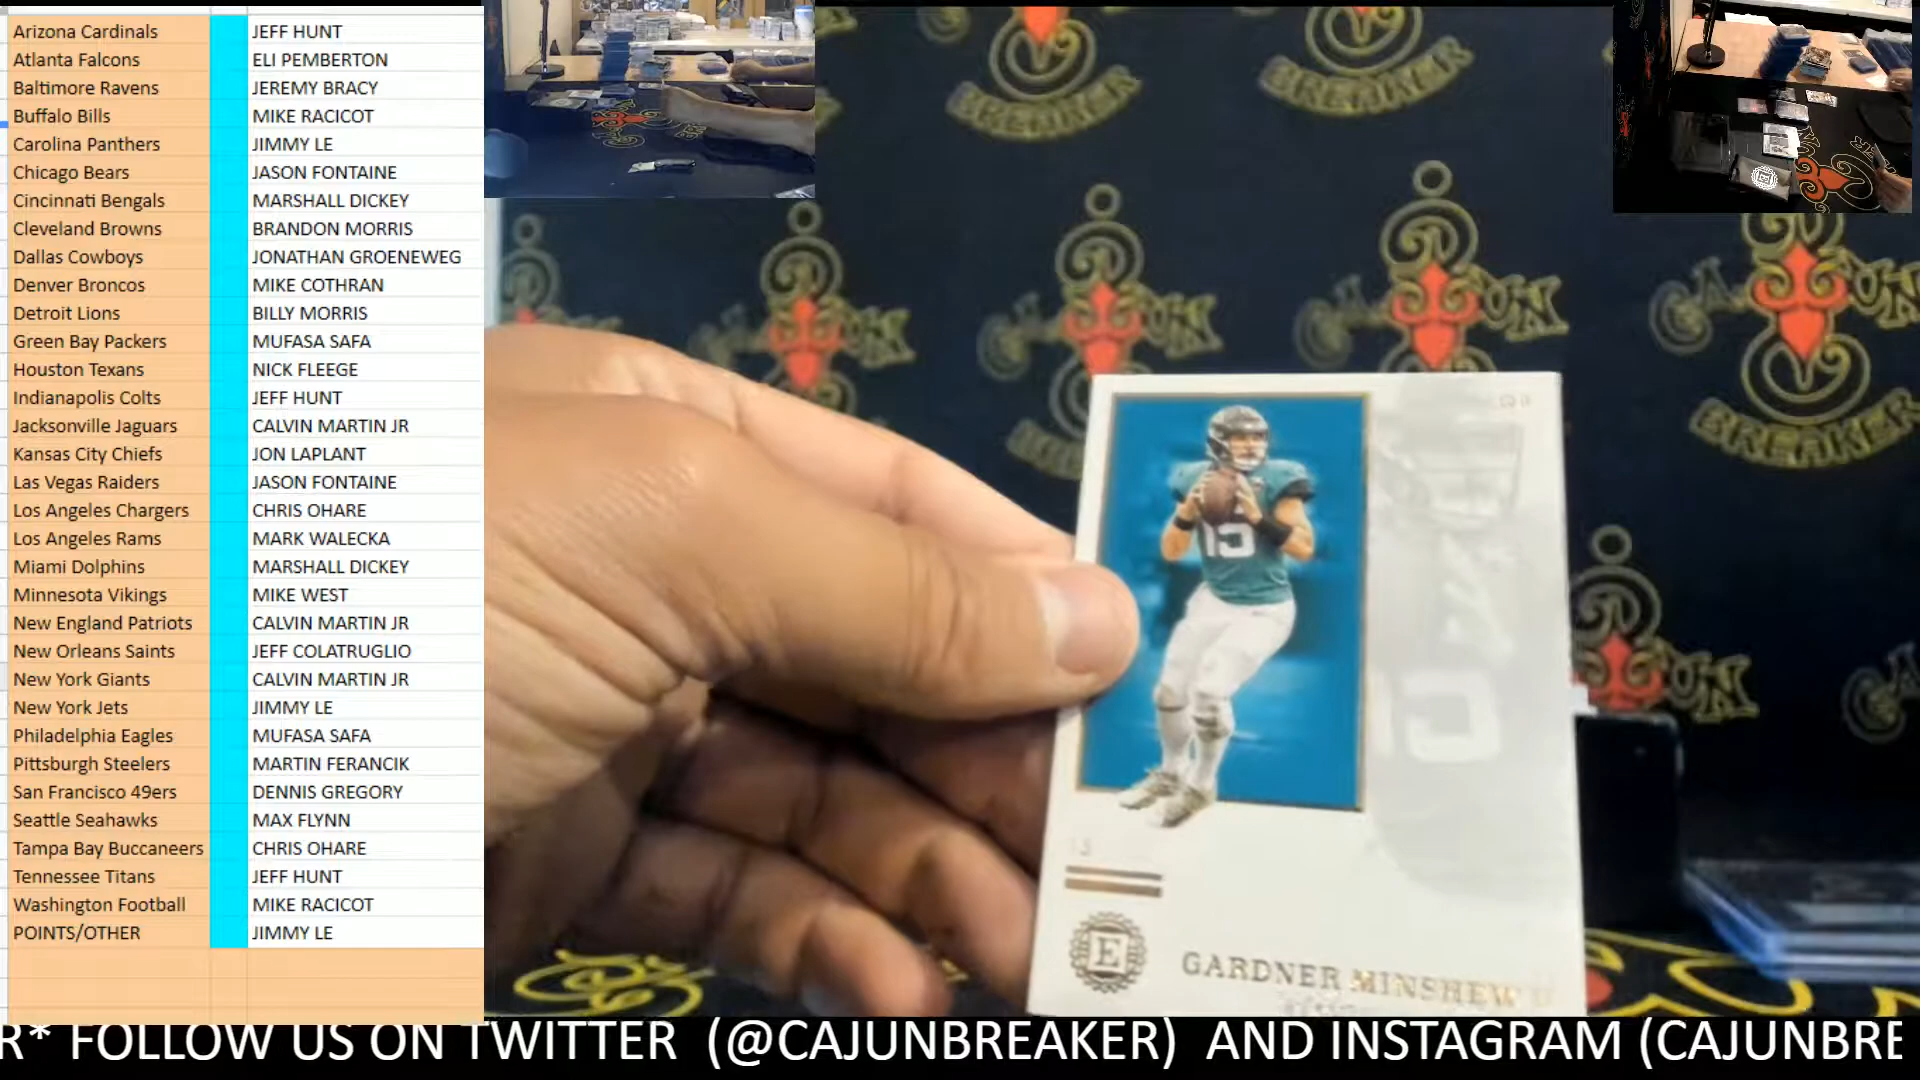 Arizona Cardinals JEFF HUNT
Atlanta Falcons ELI PEMBERTON
Baltimore Ravens JEREMY BRACY
Buffalo Bills MIKE RACICOT
Carolina Panthers JIMMY LE
Chicago Bears JASON FONTAINE
Cincinnati Bengals MARSHALL DICKEY
Cleveland Browns BRANDON MORRIS
Dallas Cowboys JONATHAN GROENEWEG
Denver Broncos MIKE COTHRAN
Detroit Lions BILLY MORRIS
Green Bay Packers MUFASA SAFA
Houston Texans NICK FLEEGE
Indianapolis Colts JEFF HUNT
Jacksonville Jaguars CALVIN MARTIN JR
Kansas City Chiefs JON LAPLANT
Las Vegas Raiders JASON FONTAINE
Los Angeles Chargers CHRIS OHARE
Los Angeles Rams MARK WALECKA
Miami Dolphins MARSHALL DICKEY
Minnesota Vikings MIKE WEST
New England Patriots CALVIN MARTIN JR
New Orleans Saints JEFF COLATRUGLIO
New York Giants CALVIN MARTIN JR
New York Jets JIMMY LE
Philadelphia Eagles MUFASA SAFA
Pittsburgh Steelers MARTIN FERANCIK
San Francisco 49ers DENNIS GREGORY
Seattle Seahawks MAX FLYNN
Tampa Bay Buccaneers CHRIS OHARE
Tennessee Titans JEFF HUNT
Washington Football MIKE RACICOT
POINTS/OTHER JIMMY LE
BREAKER
BREAKER
CAJUN
CAJUN
BREAKER
15
E
GARDNER MINSHEW II
R* FOLLOW US ON TWITTER (@CAJUNBREAKER) AND INSTAGRAM (CAJUNBRE